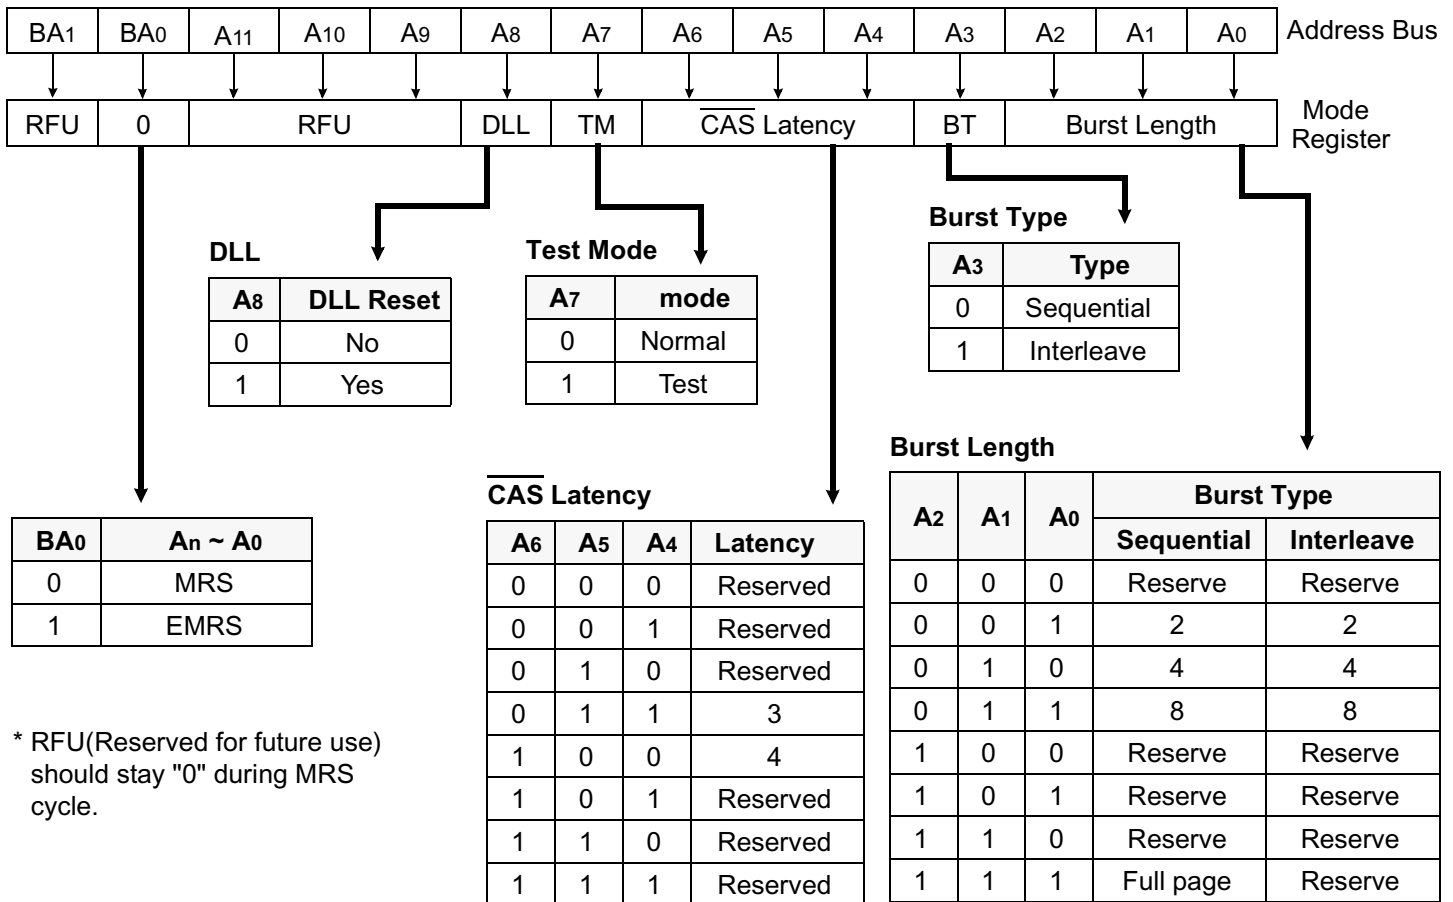 BA1 BA0 A11 A10 A9 A8 A7 A6 A5 A4 A3 A2 A1 A0 Address Bus
RFU 0 RFU DLL TM CAS Latency BT Burst Length Mode Register
DLL
A8 DLL Reset
0 No
1 Yes
Test Mode
A7 mode
0 Normal
1 Test
Burst Type
A3 Type
0 Sequential
1 Interleave
BA0 An ~ A0
0 MRS
1 EMRS
* RFU(Reserved for future use)
should stay "0" during MRS
cycle.
CAS Latency
A6 A5 A4 Latency
0 0 0 Reserved
0 0 1 Reserved
0 1 0 Reserved
0 1 1 3
1 0 0 4
1 0 1 Reserved
1 1 0 Reserved
1 1 1 Reserved
Burst Length
A2 A1 A0 Burst Type
Sequential Interleave
0 0 0 Reserve Reserve
0 0 1 2 2
0 1 0 4 4
0 1 1 8 8
1 0 0 Reserve Reserve
1 0 1 Reserve Reserve
1 1 0 Reserve Reserve
1 1 1 Full page Reserve